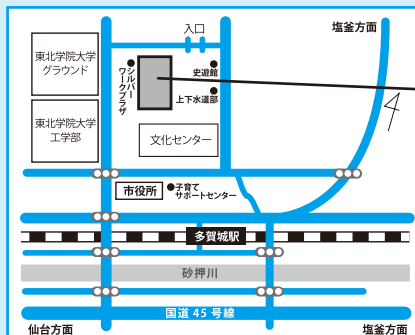 入口
塩釜方面
東北学院大学
グラウンド
シルバー
ワークプラザ
史遊館
上下水道部
東北学院大学
工学部
文化センター
市役所
子育て
サポートセンター
多賀城駅
砂押川
国道45号線
仙台方面
塩釜方面